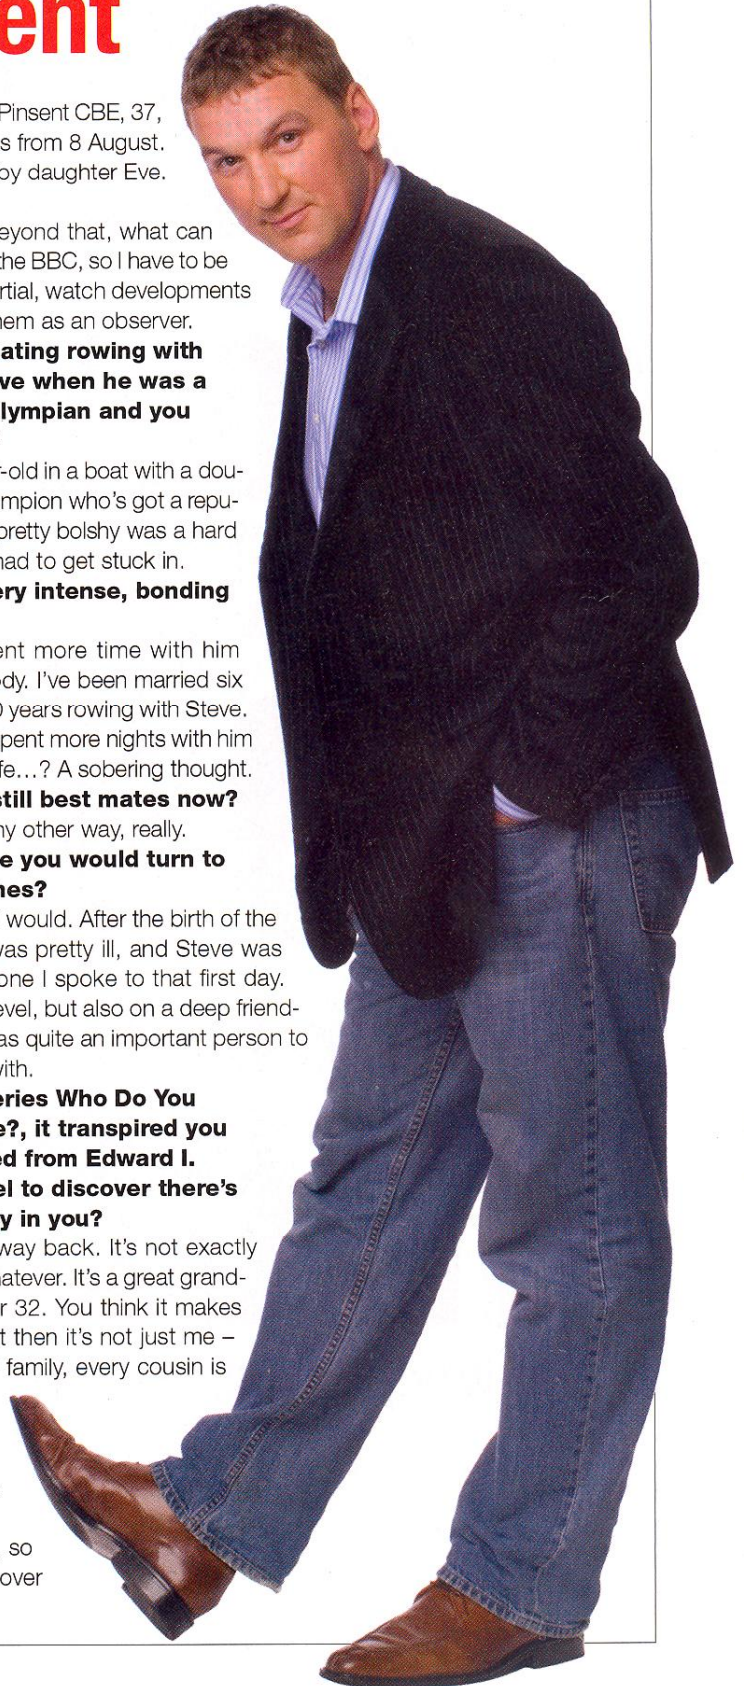 ent
Pinsent CBE, 37,
s from 8 August.
by daughter Eve.
eyond that, what can
the BBC, so I have to be
rtial, watch developments
nem as an observer.
ating rowing with
ve when he was a
lympian and you
-old in a boat with a dou-
mpion who's got a repu-
pretty bolshy was a hard
had to get stuck in.
ery intense, bonding
ent more time with him
dy. I've been married six
0 years rowing with Steve.
pent more nights with him
fe...? A sobering thought.
still best mates now?
ny other way, really.
e you would turn to
nes?
would. After the birth of the
was pretty ill, and Steve was
one I spoke to that first day.
evel, but also on a deep friend-
as quite an important person to
with.
eries Who Do You
e?, it transpired you
ed from Edward I.
el to discover there's
y in you?
way back. It's not exactly
hatever. It's a great grand-
r 32. You think it makes
t then it's not just me –
family, every cousin is
so
over